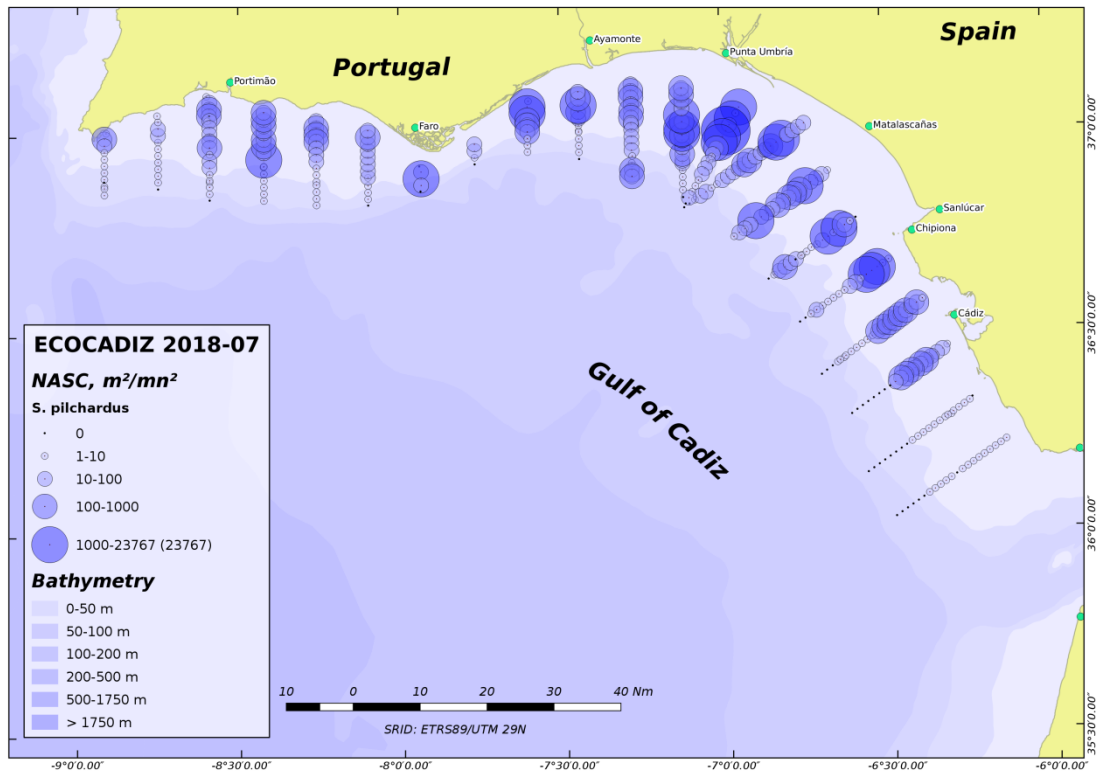 Spain
Ayamonte
Punta Umbría
Portugal
Portimão
Faro
Matalascañas
37°0'0.00"
Sanlúcar
Chipiona
Cádiz
36°30'0.00"
Gulf of Cadiz
36°0'0.00"
35°30'0.00"
ECOCADIZ 2018-07
NASC, m²/mn²
S. pilchardus
0
1-10
10-100
100-1000
1000-23767 (23767)
Bathymetry
0-50 m
50-100 m
100-200 m
200-500 m
500-1750 m
> 1750 m
10 0 10 20 30 40 Nm
SRID: ETRS89/UTM 29N
-9°0'0.00" -8°30'0.00" -8°0'0.00" -7°30'0.00" -7°0'0.00" -6°30'0.00" -6°0'0.00"